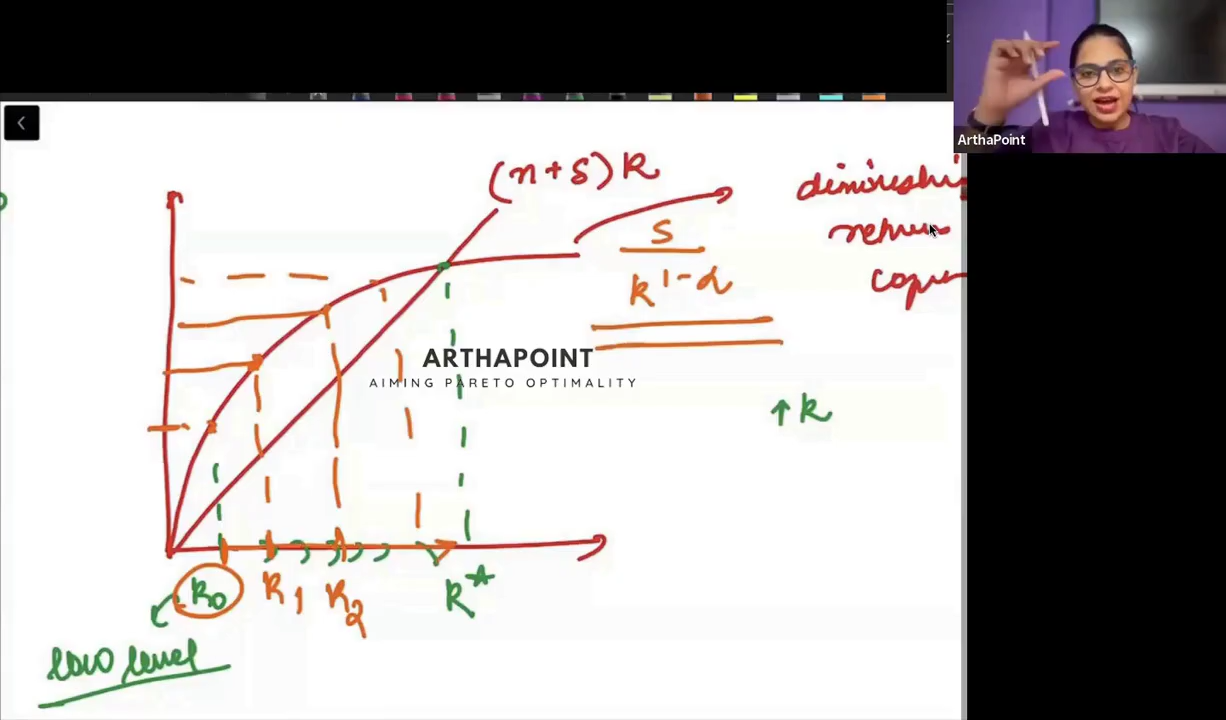 ArthaPoint
(n+δ)k
s
k^1-α
ARTHAPOINT
AIMING PARETO OPTIMALITY
↑k
k0 k1 k2 k*
low level